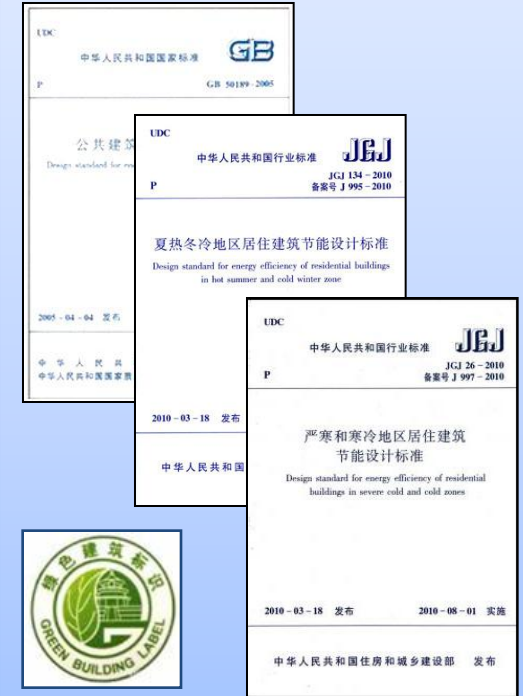 UDC
中华人民共和国国家标准
GB
P
GB 50189-2005
公共建筑
Design standard for
2005-04-04 发布
中华人民共
中华人民共和国国家质
UDC
中华人民共和国行业标准
JGJ
JGJ 134-2010
P
备案号 J 995-2010
夏热冬冷地区居住建筑节能设计标准
Design standard for energy efficiency of residential buildings
in hot summer and cold winter zone
2010-03-18 发布
中华人民共和国
UDC
中华人民共和国行业标准
JGJ
JGJ 26-2010
P
备案号 J 997-2010
严寒和寒冷地区居住建筑
节能设计标准
Design standard for energy efficiency of residential
buildings in severe cold and cold zones
2010-03-18 发布
2010-08-01 实施
中华人民共和国住房和城乡建设部 发布
绿色建筑标识
GREEN BUILDING LABEL